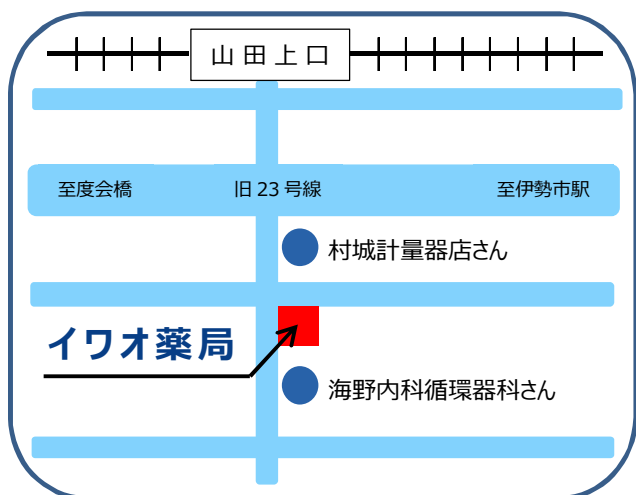 山田上口
至度会橋
旧23号線
至伊勢市駅
村城計量器店さん
イワオ薬局
海野内科循環器科さん